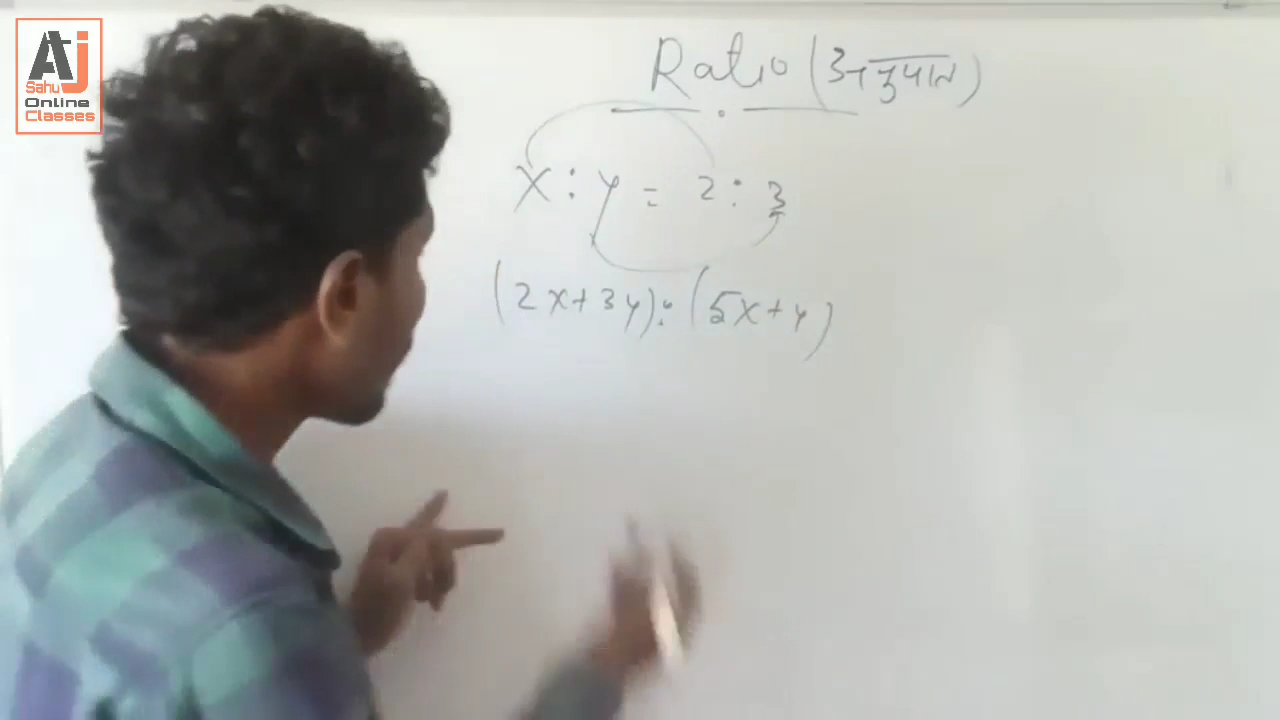 AJ
Sahu
Online
Classes
Ratio (अनुपात)
x : y = 2 : 3
(2x+3y) : (5x+y)